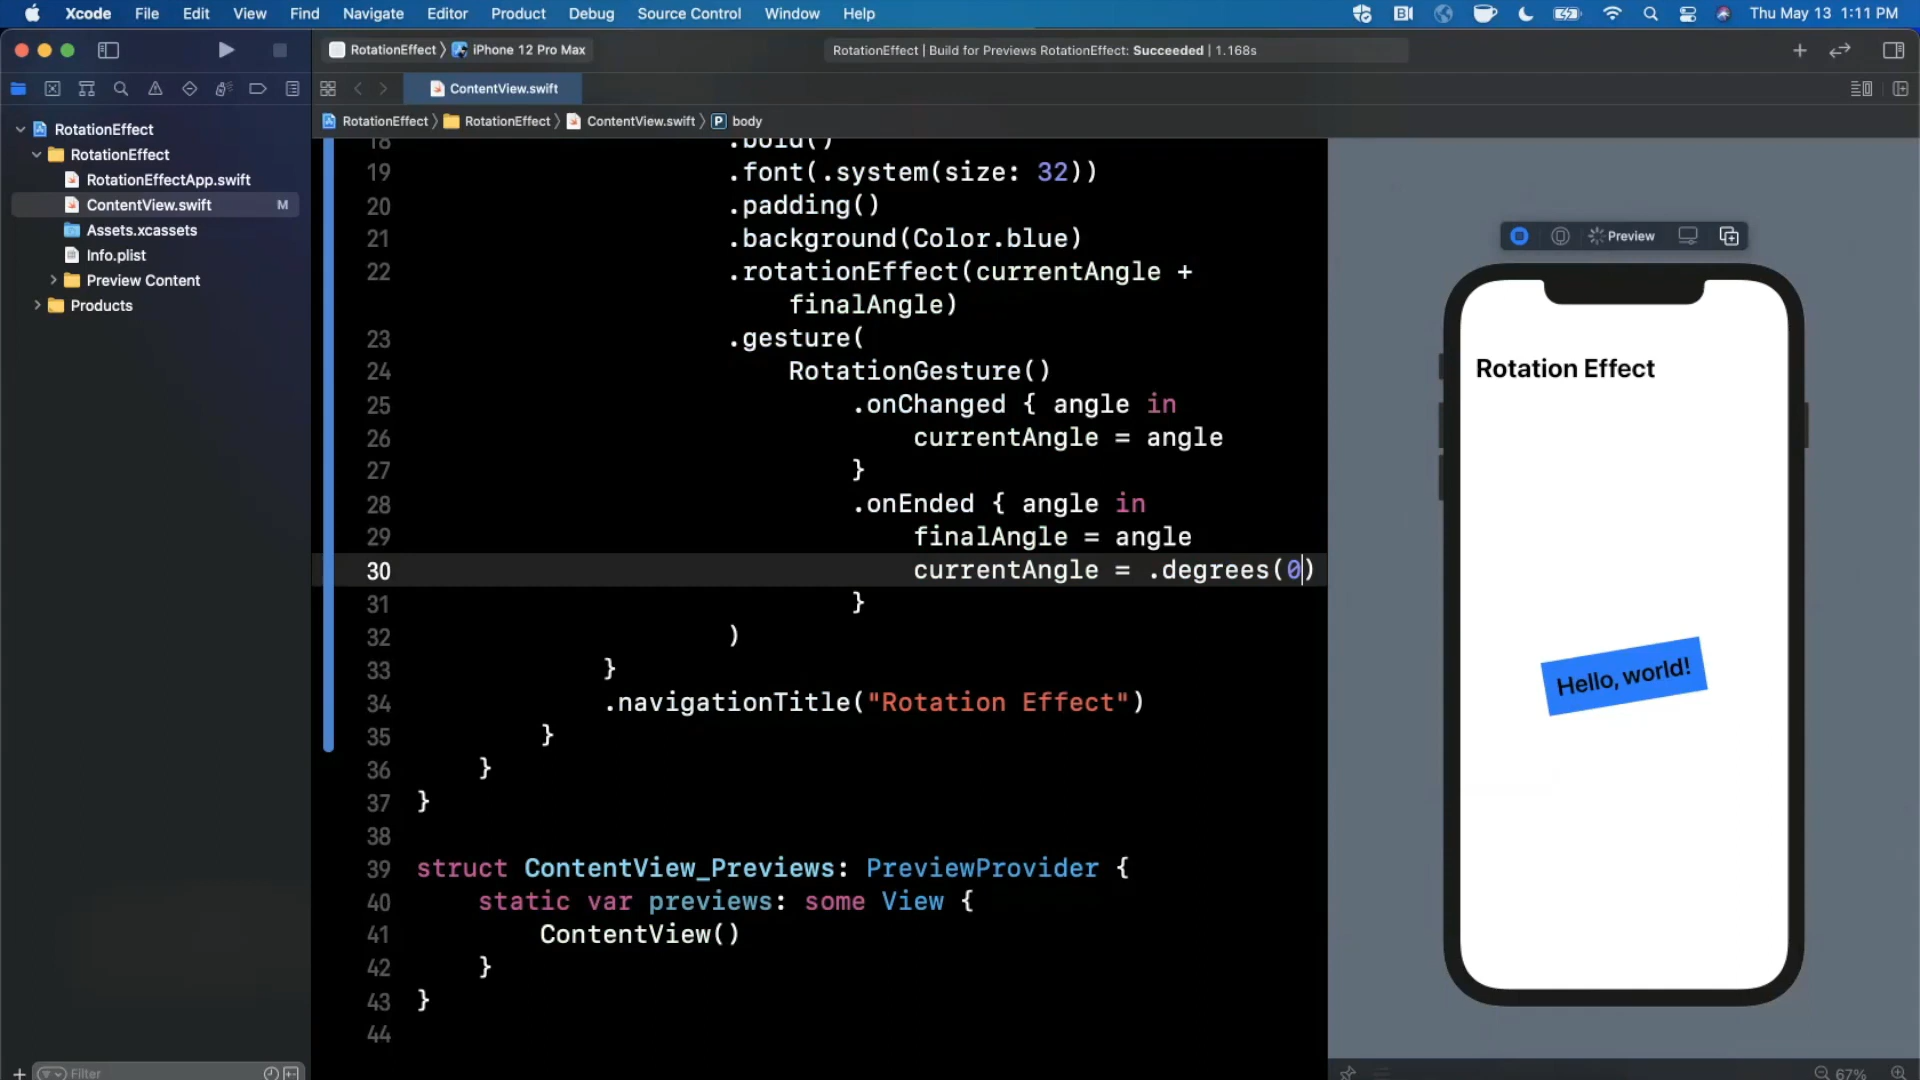 Xcode File Edit View Find Navigate Editor Product Debug Source Control Window Help Thu May 13 1:11 PM
RotationEffect iPhone 12 Pro Max RotationEffect | Build for Previews RotationEffect: Succeeded | 1.168s
ContentView.swift
RotationEffect RotationEffect ContentView.swift P body
RotationEffect
RotationEffect
RotationEffectApp.swift
ContentView.swift M
Assets.xcassets
Info.plist
Preview Content
Products
Filter
18 .bold()
19 .font(.system(size: 32))
20 .padding()
21 .background(Color.blue)
22 .rotationEffect(currentAngle +
finalAngle)
23 .gesture(
24 RotationGesture()
25 .onChanged { angle in
26 currentAngle = angle
27 }
28 .onEnded { angle in
29 finalAngle = angle
30 currentAngle = .degrees(0)
31 }
32 )
33 }
34 .navigationTitle("Rotation Effect")
35 }
36 }
37 }
38
39 struct ContentView_Previews: PreviewProvider {
40 static var previews: some View {
41 ContentView()
42 }
43 }
44
Preview
Rotation Effect
Hello, world!
67%